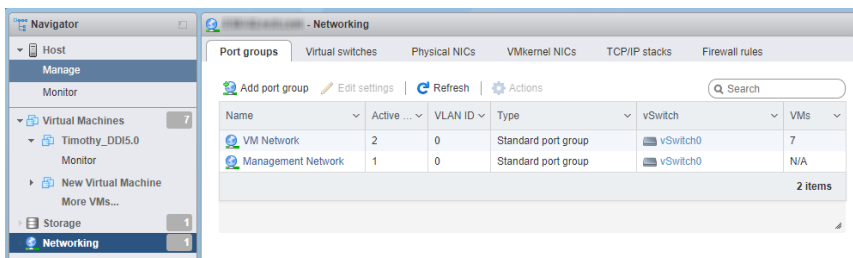 Navigator
Host
Manage
Monitor
Virtual Machines 7
Timothy_DDI5.0
Monitor
New Virtual Machine
More VMs...
Storage 1
Networking 1
- Networking
Port groups Virtual switches Physical NICs VMkernel NICs TCP/IP stacks Firewall rules
Add port group Edit settings Refresh Actions Search
Name Active ... VLAN ID Type vSwitch VMs
VM Network 2 0 Standard port group vSwitch0 7
Management Network 1 0 Standard port group vSwitch0 N/A
2 items